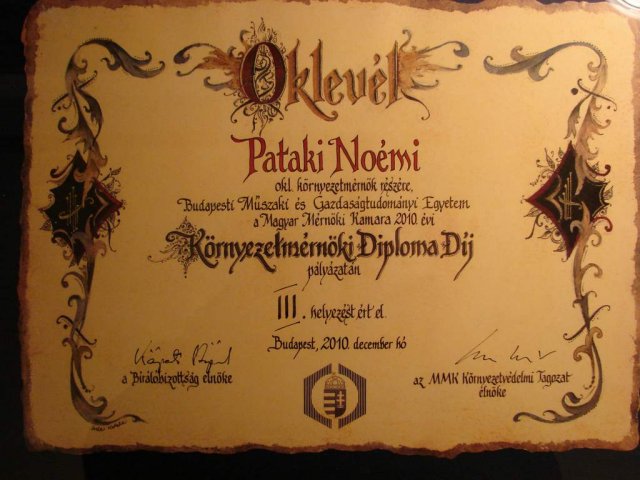 Oklevél
Pataki Noémi
okl. környezetmérnök részére,
Budapesti Műszaki és Gazdaságtudományi Egyetem
a Magyar Mérnöki Kamara 2010. évi
Környezetmérnöki Diploma Díj
pályázatán
III. helyezést ért el.
Budapest, 2010. december hó
a Bírálóbizottság elnöke
az MMK Környezetvédelmi Tagozat
elnöke